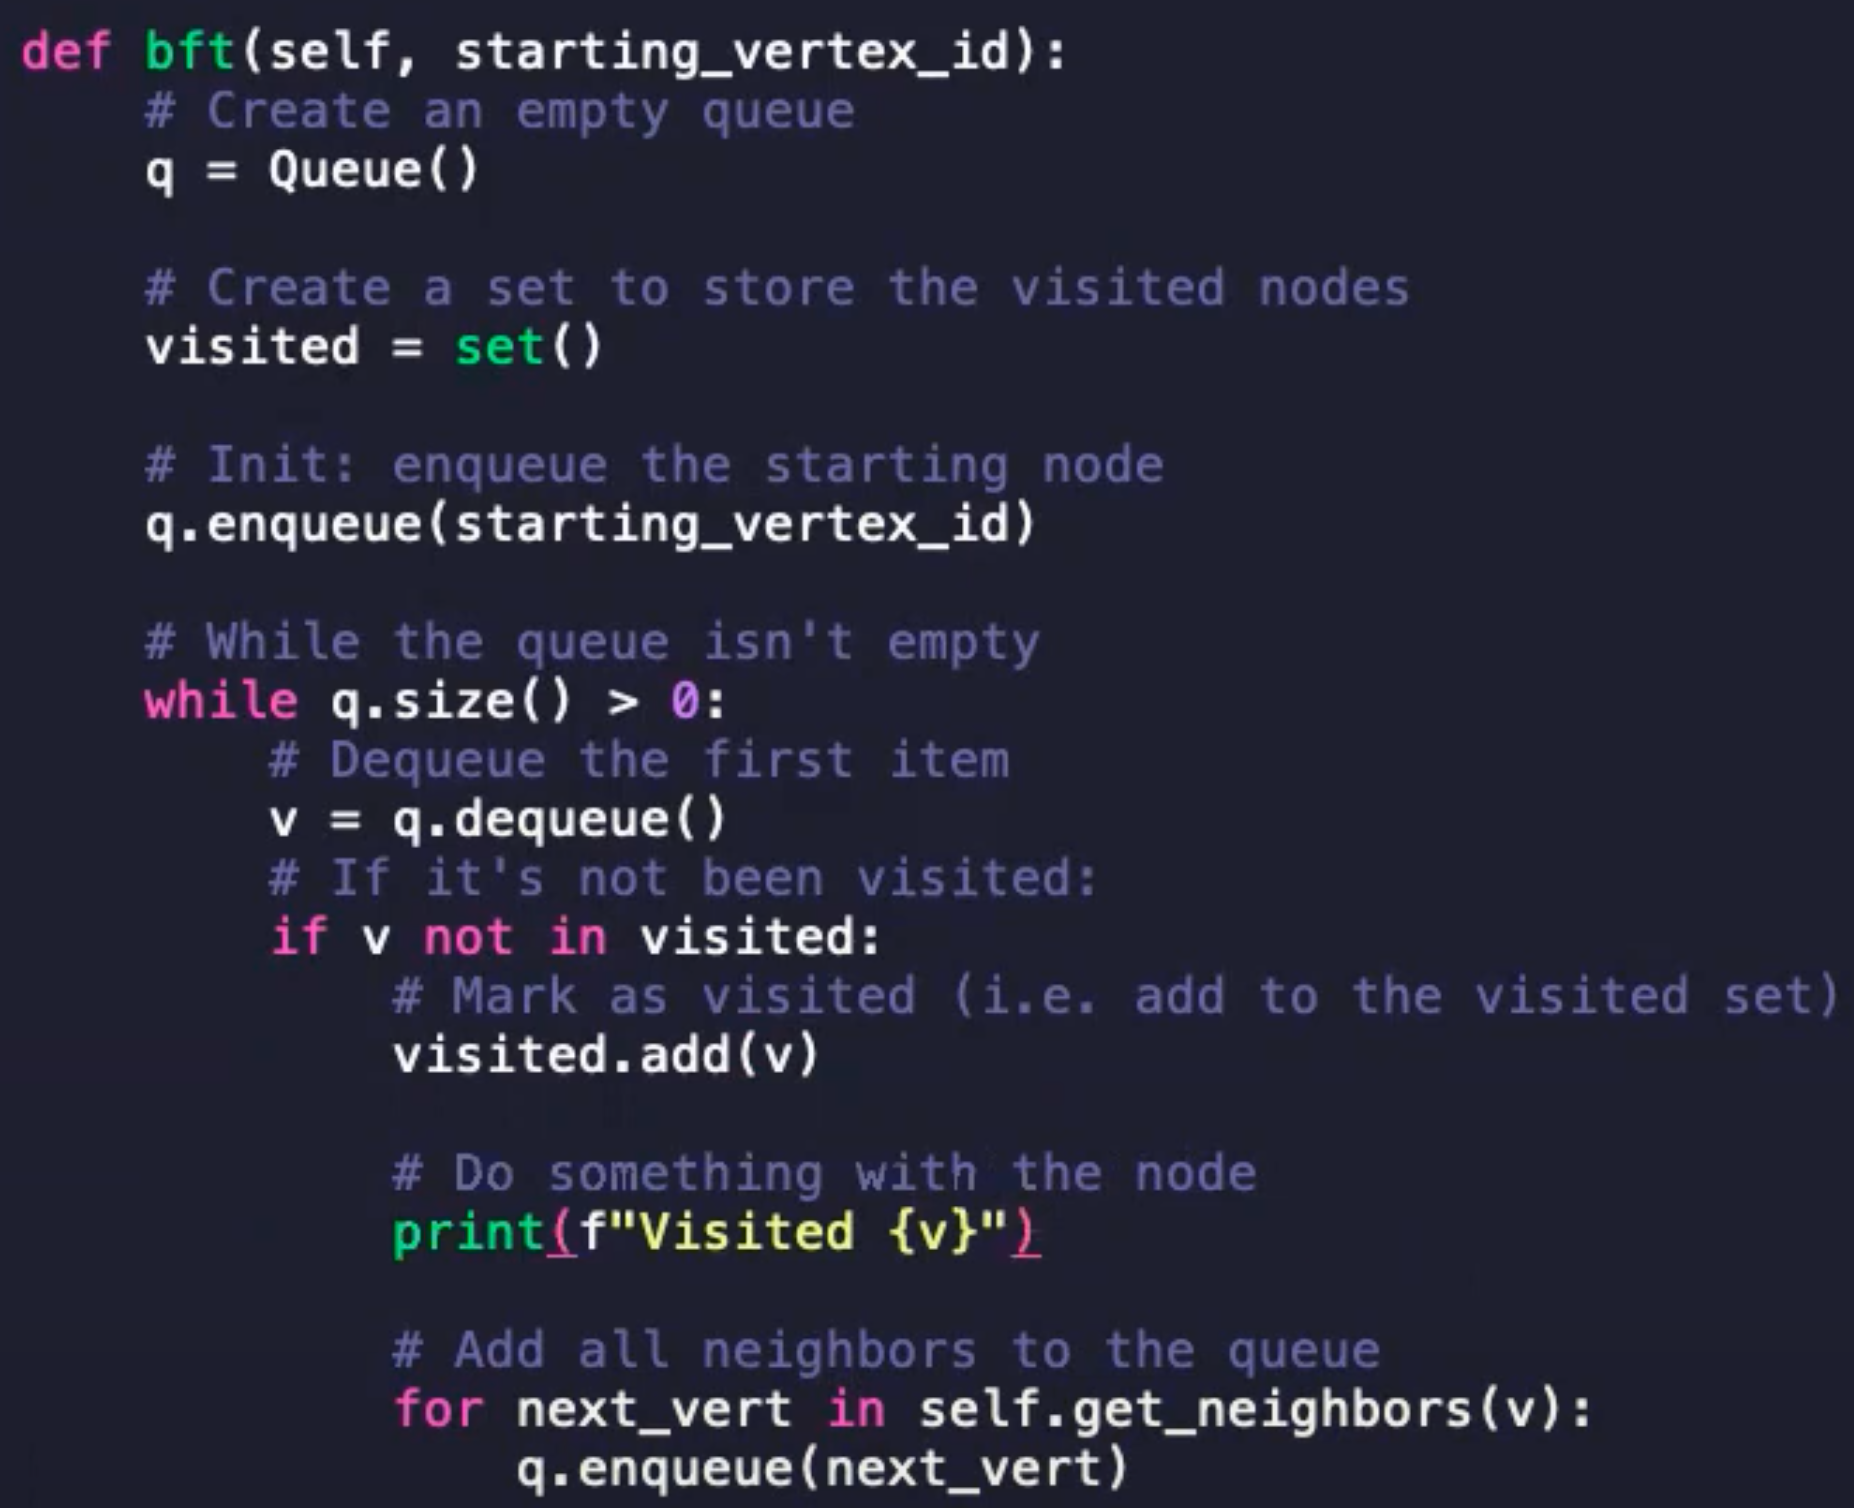 def bft(self, starting_vertex_id):
    # Create an empty queue
    q = Queue()

    # Create a set to store the visited nodes
    visited = set()

    # Init: enqueue the starting node
    q.enqueue(starting_vertex_id)

    # While the queue isn't empty
    while q.size() > 0:
        # Dequeue the first item
        v = q.dequeue()
        # If it's not been visited:
        if v not in visited:
            # Mark as visited (i.e. add to the visited set)
            visited.add(v)

            # Do something with the node
            print(f"Visited {v}")

            # Add all neighbors to the queue
            for next_vert in self.get_neighbors(v):
                q.enqueue(next_vert)